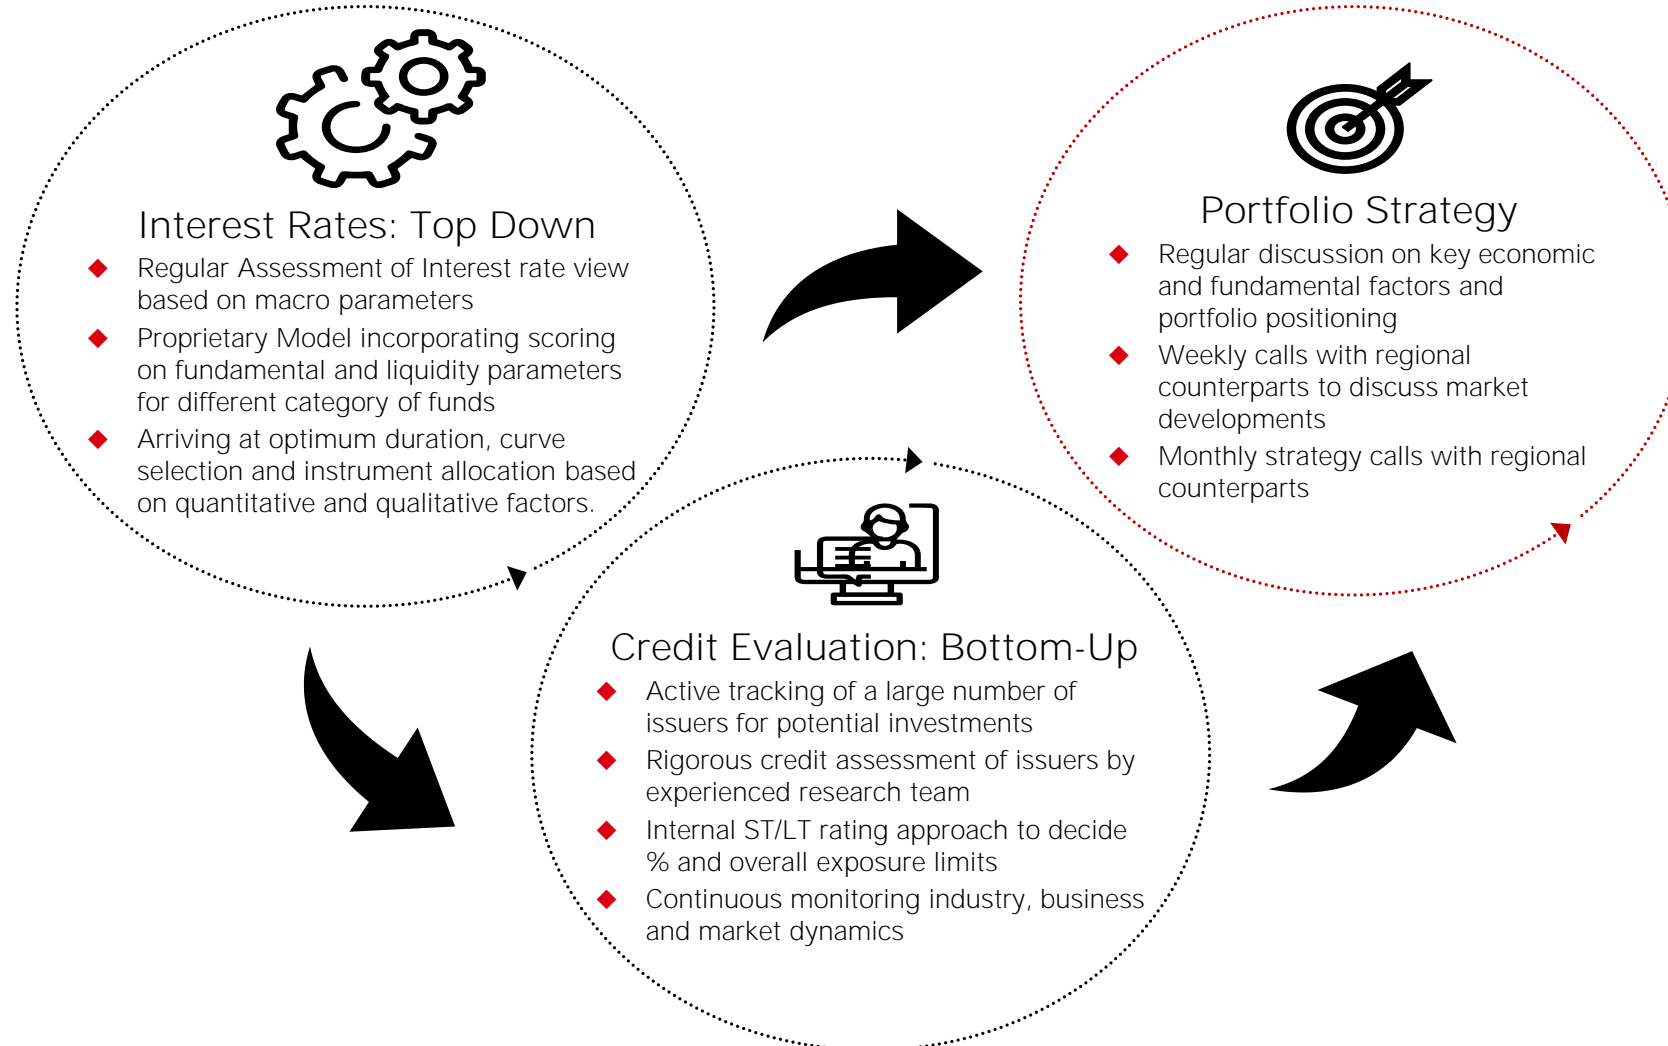 Interest Rates: Top Down
Regular Assessment of Interest rate view
based on macro parameters
Proprietary Model incorporating scoring
on fundamental and liquidity parameters
for different category of funds
Arriving at optimum duration, curve
selection and instrument allocation based
on quantitative and qualitative factors.
Credit Evaluation: Bottom-Up
Active tracking of a large number of
issuers for potential investments
Rigorous credit assessment of issuers by
experienced research team
Internal ST/LT rating approach to decide
% and overall exposure limits
Continuous monitoring industry, business
and market dynamics
Portfolio Strategy
Regular discussion on key economic
and fundamental factors and
portfolio positioning
Weekly calls with regional
counterparts to discuss market
developments
Monthly strategy calls with regional
counterparts